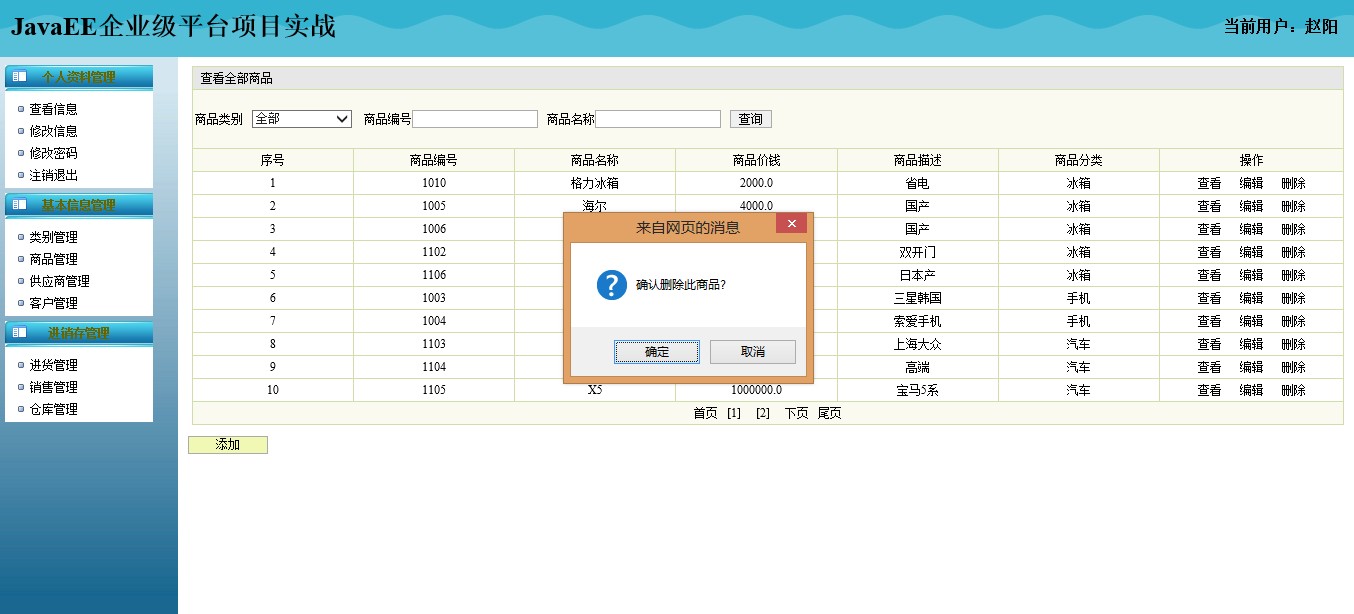 JavaEE企业级平台项目实战
当前用户：赵阳
个人资料管理
查看信息
修改信息
修改密码
注销退出
基本信息管理
类别管理
商品管理
供应商管理
客户管理
进销存管理
进货管理
销售管理
仓库管理
查看全部商品
商品类别 全部 商品编号 商品名称 查询
序号 商品编号 商品名称 商品价钱 商品描述 商品分类 操作
1 1010 格力冰箱 2000.0 省电 冰箱 查看 编辑 删除
2 1005 海尔 4000.0 国产 冰箱 查看 编辑 删除
3 1006 国产 冰箱 查看 编辑 删除
4 1102 双开门 冰箱 查看 编辑 删除
5 1106 日本产 冰箱 查看 编辑 删除
6 1003 三星韩国 手机 查看 编辑 删除
7 1004 索爱手机 手机 查看 编辑 删除
8 1103 上海大众 汽车 查看 编辑 删除
9 1104 高端 汽车 查看 编辑 删除
10 1105 X5 1000000.0 宝马5系 汽车 查看 编辑 删除
首页 [1] [2] 下页 尾页
添加
来自网页的消息
确认删除此商品?
确定 取消